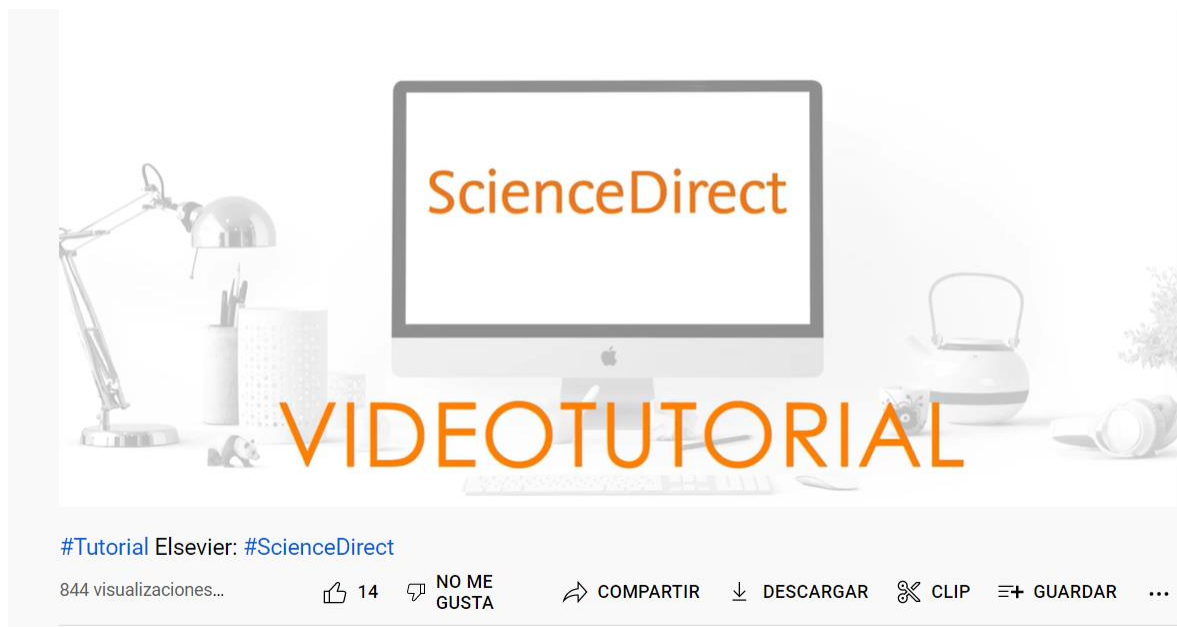 ScienceDirect
VIDEOTUTORIAL
#Tutorial Elsevier: #ScienceDirect
844 visualizaciones... 14 NO ME GUSTA COMPARTIR DESCARGAR CLIP GUARDAR ...